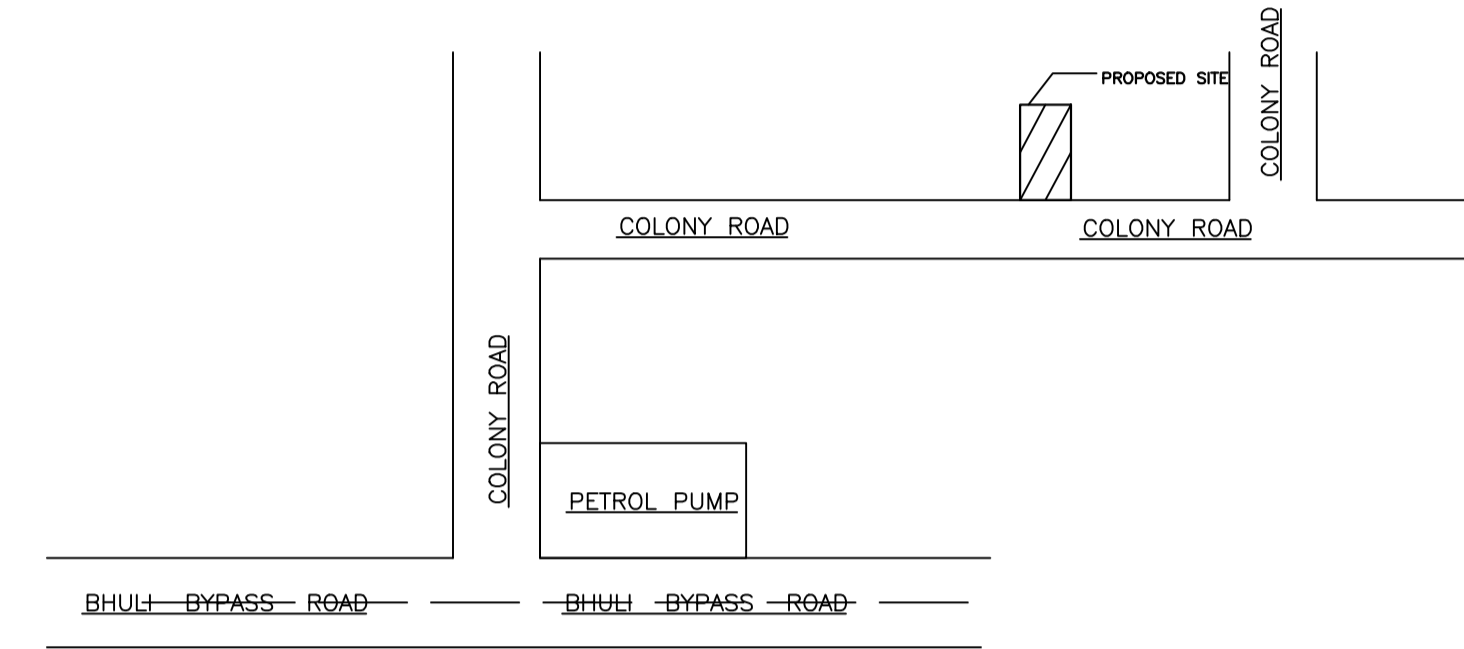 COLONY ROAD
PROPOSED SITE
COLONY ROAD
COLONY ROAD
COLONY ROAD
PETROL PUMP
BHULI BYPASS ROAD
BHULI BYPASS ROAD